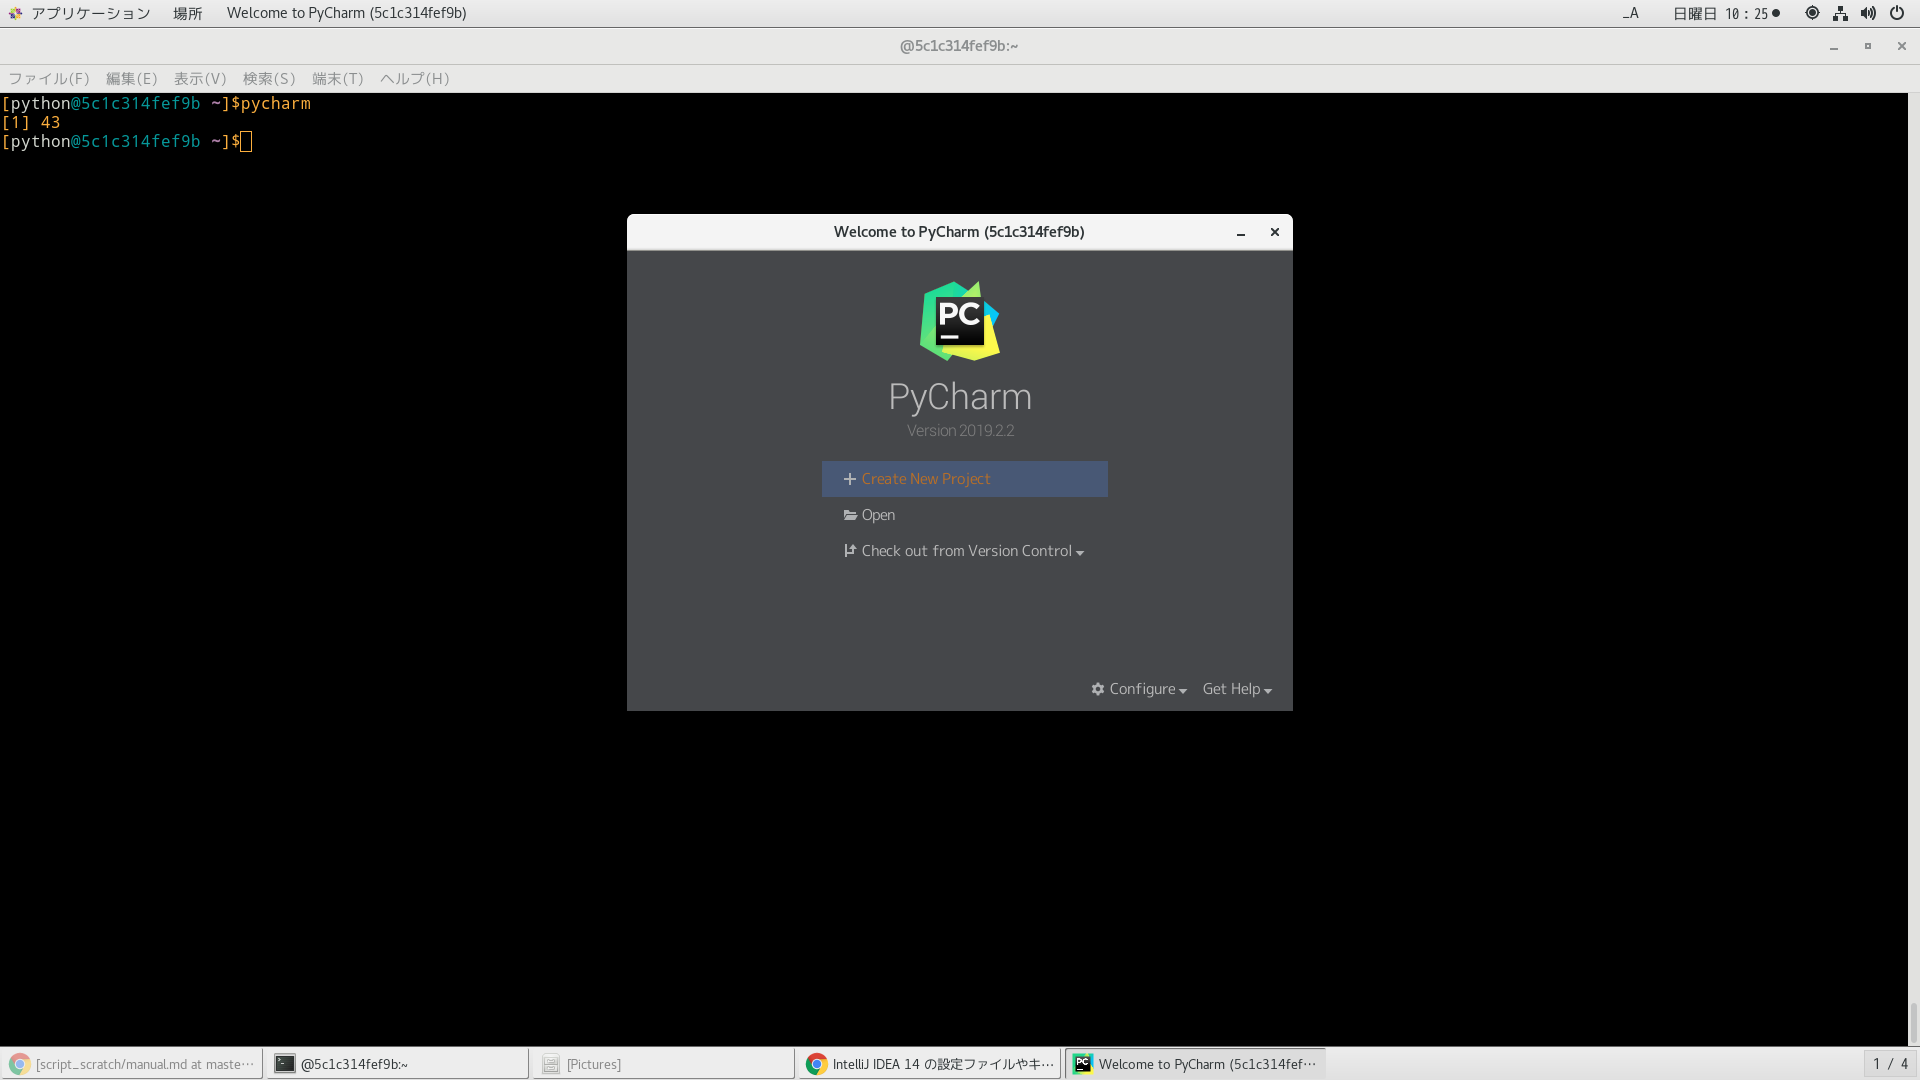 アプリケーション 場所 Welcome to PyCharm (5c1c314fef9b) _A 日曜日 10：25
@5c1c314fef9b:~
ファイル(F) 編集(E) 表示(V) 検索(S) 端末(T) ヘルプ(H)
[python@5c1c314fef9b ~]$pycharm
[1] 43
[python@5c1c314fef9b ~]$
Welcome to PyCharm (5c1c314fef9b)
PC
PyCharm
Version 2019.2.2
Create New Project
Open
Check out from Version Control
Configure Get Help
[script_scratch/manual.md at maste… @5c1c314fef9b:~ [Pictures] IntelliJ IDEA 14 の設定ファイルやキ… Welcome to PyCharm (5c1c314fef… 1 / 4